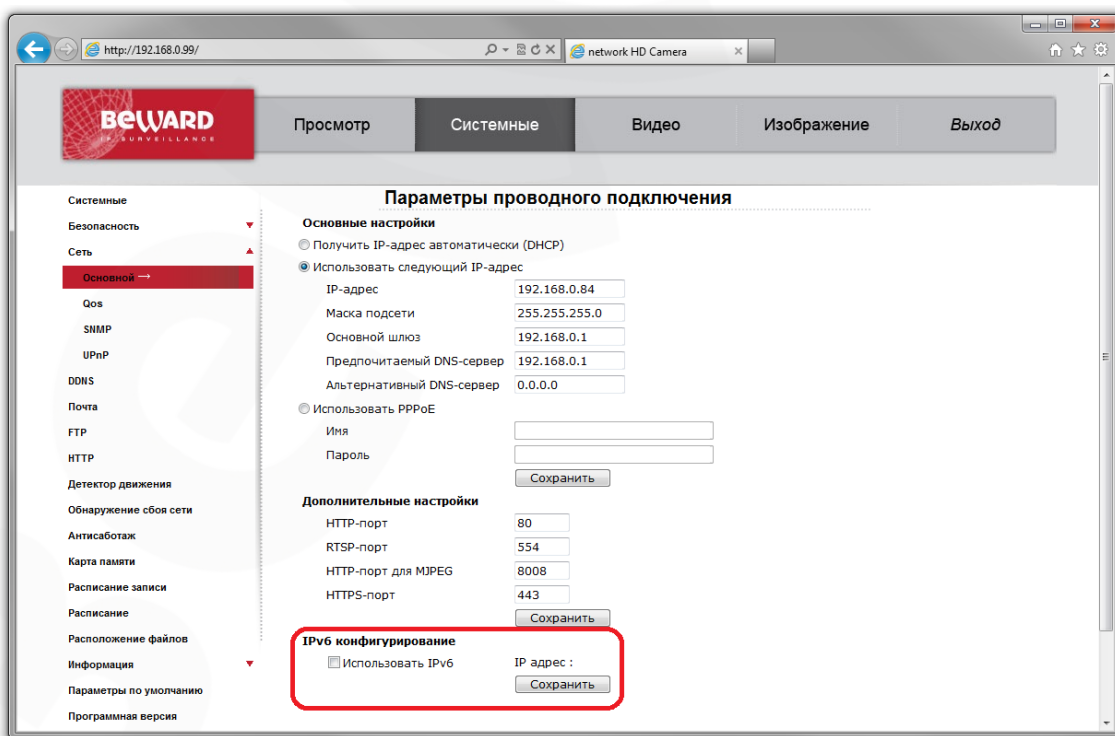 http://192.168.0.99/
network HD Camera
BEWARD
IP SURVEILLANCE
Просмотр Системные Видео Изображение Выход
Системные
Безопасность
Сеть
Основной →
Qos
SNMP
UPnP
DDNS
Почта
FTP
HTTP
Детектор движения
Обнаружение сбоя сети
Антисаботаж
Карта памяти
Расписание записи
Расписание
Расположение файлов
Информация
Параметры по умолчанию
Программная версия
Параметры проводного подключения
Основные настройки
Получить IP-адрес автоматически (DHCP)
Использовать следующий IP-адрес
IP-адрес 192.168.0.84
Маска подсети 255.255.255.0
Основной шлюз 192.168.0.1
Предпочитаемый DNS-сервер 192.168.0.1
Альтернативный DNS-сервер 0.0.0.0
Использовать PPPoE
Имя
Пароль
Сохранить
Дополнительные настройки
HTTP-порт 80
RTSP-порт 554
HTTP-порт для MJPEG 8008
HTTPS-порт 443
Сохранить
IPv6 конфигурирование
Использовать IPv6 IP адрес :
Сохранить